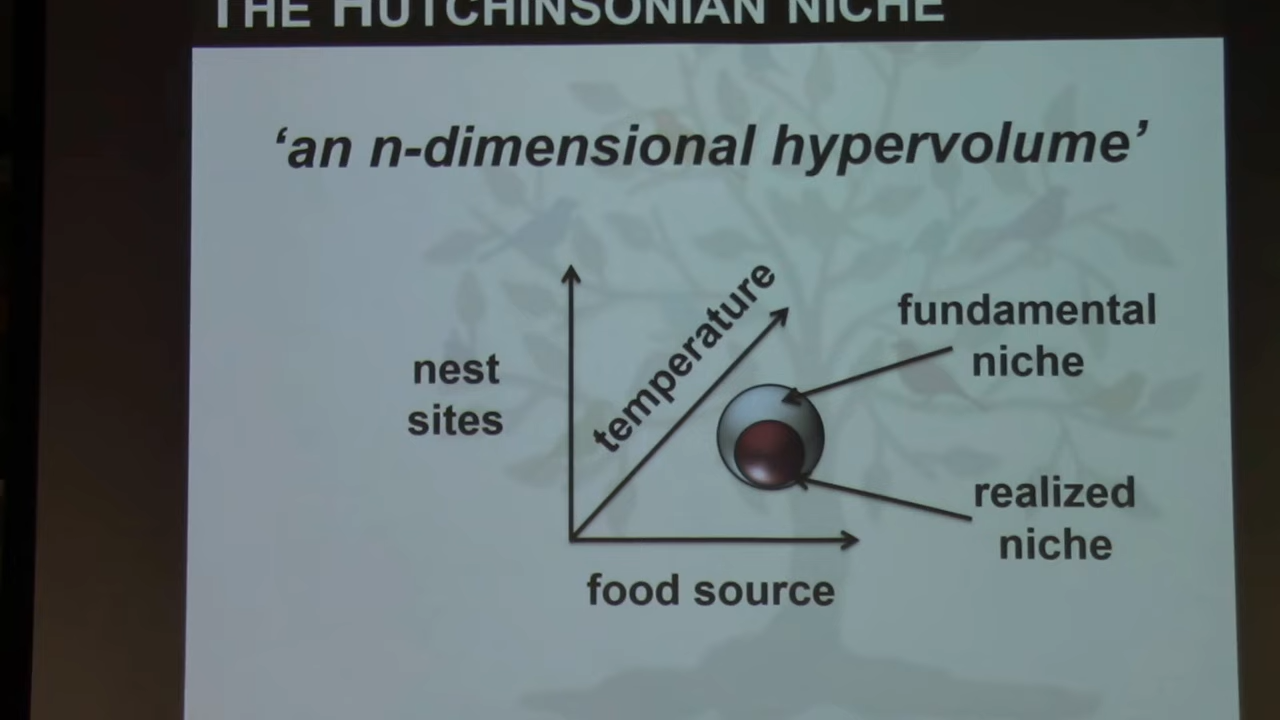 THE HUTCHINSONIAN NICHE
‘an n-dimensional hypervolume’
temperature
fundamental
niche
nest
sites
realized
niche
food source